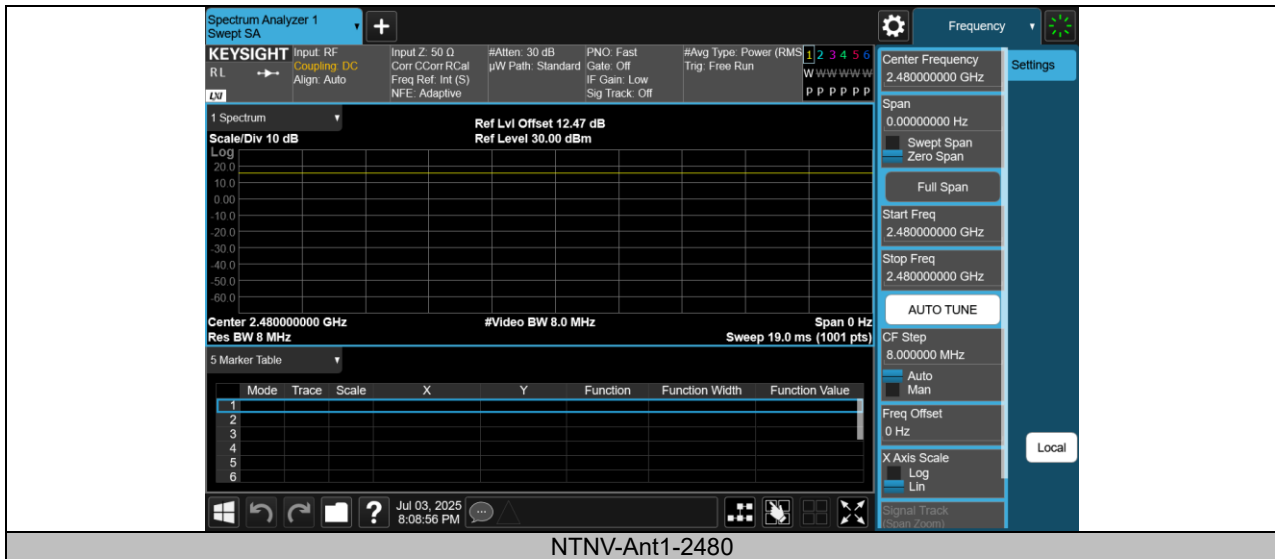 Spectrum Analyzer 1
Swept SA
+
Frequency
KEYSIGHT
RL
LXI
Input: RF
Coupling: DC
Align: Auto
Input Z: 50 Ω
Corr CCorr RCal
Freq Ref: Int (S)
NFE: Adaptive
#Atten: 30 dB
µW Path: Standard
PNO: Fast
Gate: Off
IF Gain: Low
Sig Track: Off
#Avg Type: Power (RMS
Trig: Free Run
1 2 3 4 5 6
W W W W W W
P P P P P P
Center Frequency
2.480000000 GHz
Settings
Span
0.00000000 Hz
Swept Span
Zero Span
Full Span
Start Freq
2.480000000 GHz
Stop Freq
2.480000000 GHz
AUTO TUNE
CF Step
8.000000 MHz
Auto
Man
Freq Offset
0 Hz
X Axis Scale
Log
Lin
Signal Track
(Span Zoom)
Local
1 Spectrum
Scale/Div 10 dB
Ref Lvl Offset 12.47 dB
Ref Level 30.00 dBm
Log
20.0
10.0
0.00
-10.0
-20.0
-30.0
-40.0
-50.0
-60.0
Center 2.480000000 GHz
#Video BW 8.0 MHz
Span 0 Hz
Res BW 8 MHz
Sweep 19.0 ms (1001 pts)
5 Marker Table
Mode Trace Scale X Y Function Function Width Function Value
1
2
3
4
5
6
?
Jul 03, 2025
8:08:56 PM
NTNV-Ant1-2480